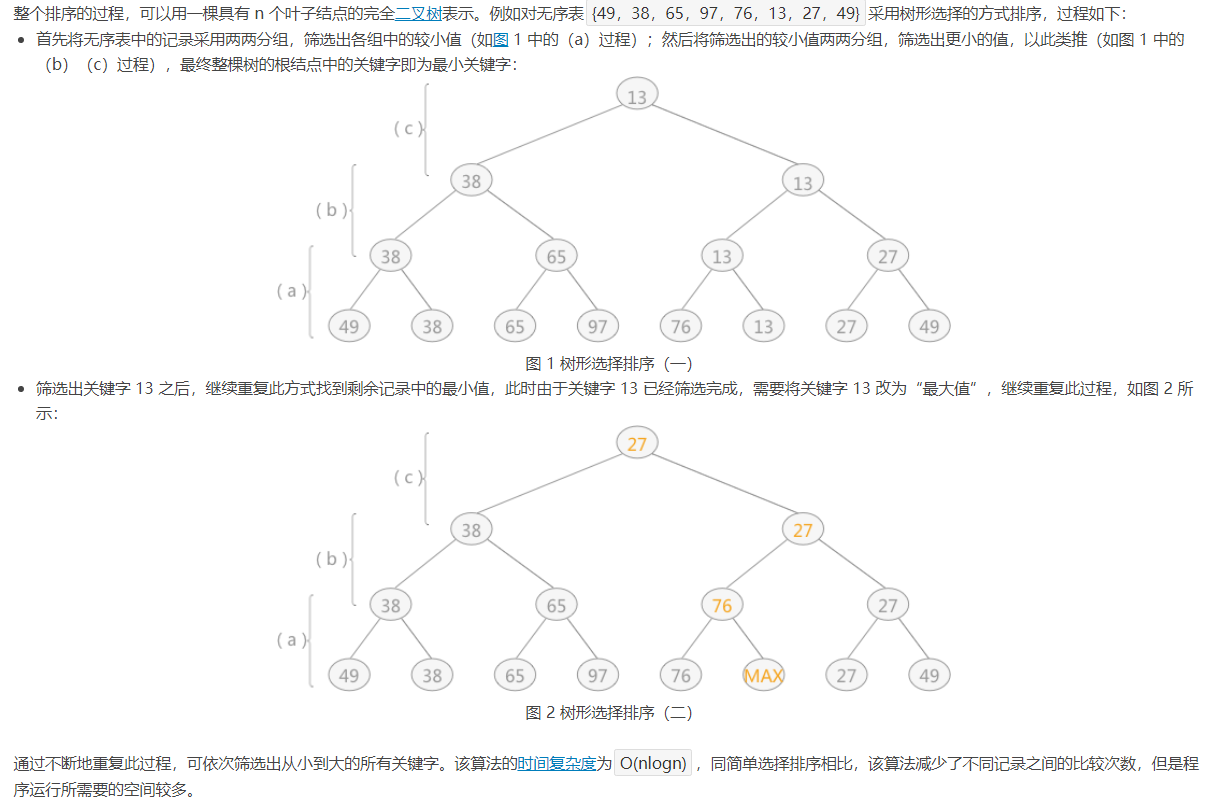 整个排序的过程，可以用一棵具有 n 个叶子结点的完全二叉树表示。例如对无序表 {49，38，65，97，76，13，27，49} 采用树形选择的方式排序，过程如下：
• 首先将无序表中的记录采用两两分组，筛选出各组中的较小值（如图 1 中的（a）过程）；然后将筛选出的较小值两两分组，筛选出更小的值，以此类推（如图 1 中的
（b）（c）过程），最终整棵树的根结点中的关键字即为最小关键字：
13
( c )
38 13
( b )
38 65 13 27
( a )
49 38 65 97 76 13 27 49
图 1 树形选择排序（一）
• 筛选出关键字 13 之后，继续重复此方式找到剩余记录中的最小值，此时由于关键字 13 已经筛选完成，需要将关键字 13 改为“最大值”，继续重复此过程，如图 2 所
示：
27
( c )
38 27
( b )
38 65 76 27
( a )
49 38 65 97 76 MAX 27 49
图 2 树形选择排序（二）
通过不断地重复此过程，可依次筛选出从小到大的所有关键字。该算法的时间复杂度为 O(nlogn) ，同简单选择排序相比，该算法减少了不同记录之间的比较次数，但是程
序运行所需要的空间较多。